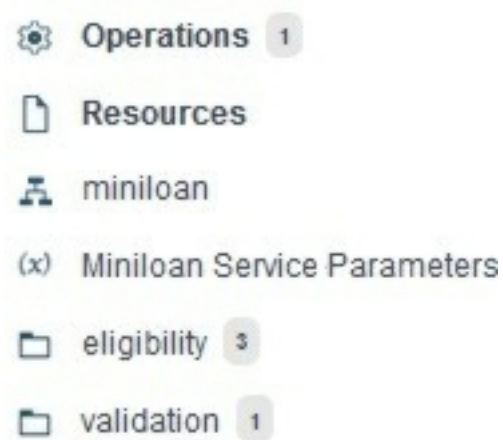 Operations 1
Resources
miniloan
(x) Miniloan Service Parameters
eligibility 3
validation 1